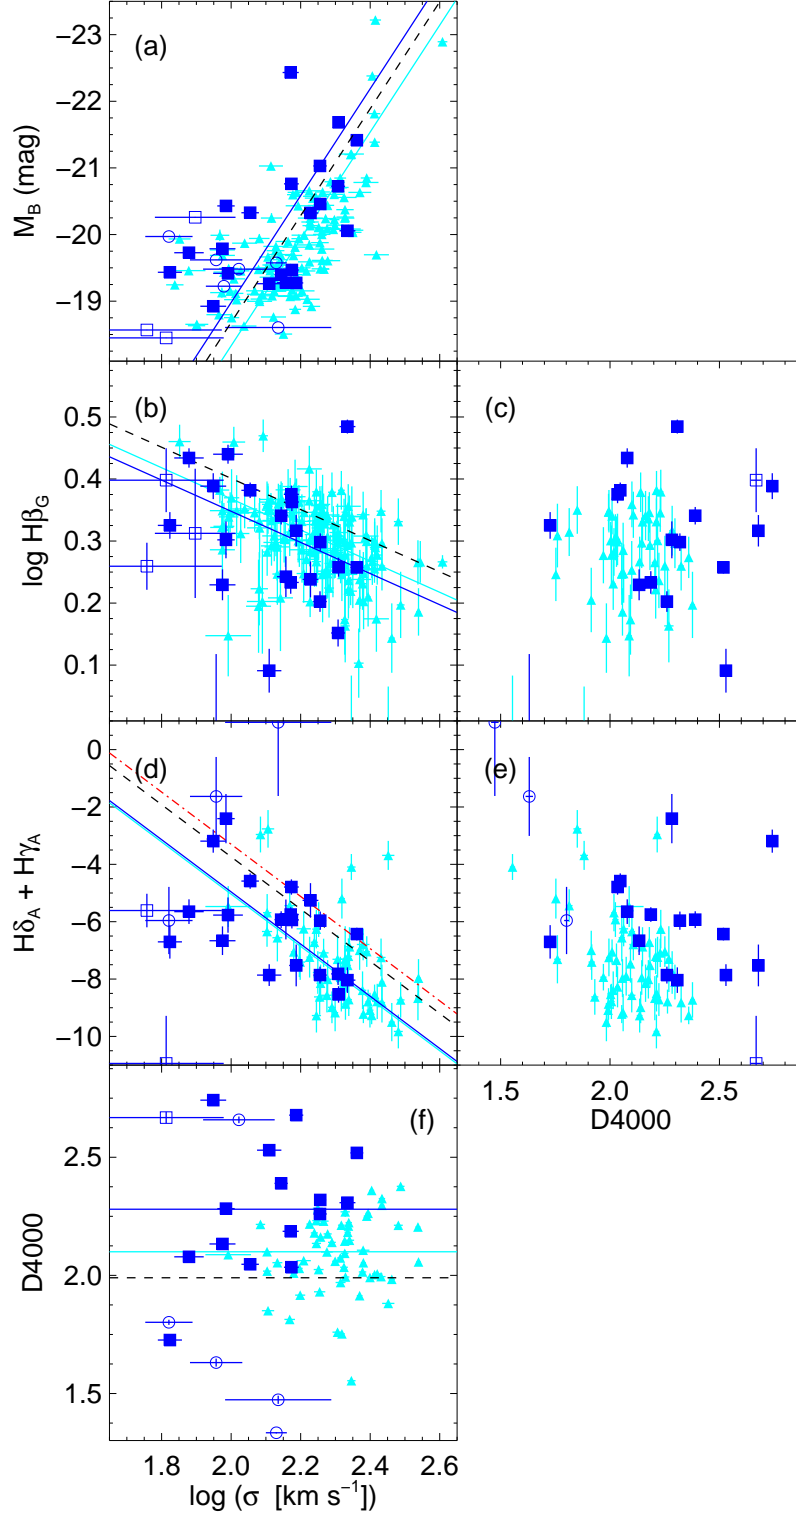 (a)
−23
−22
−21
−20
−19
M_B (mag)
(b) (c)
0.5
0.4
0.3
0.2
0.1
log Hβ_G
(d) (e)
0
−2
−4
−6
−8
−10
Hδ_A + Hγ_A
1.5 2.0 2.5
D4000
(f)
2.5
2.0
1.5
D4000
1.8 2.0 2.2 2.4 2.6
log (σ [km s⁻¹])